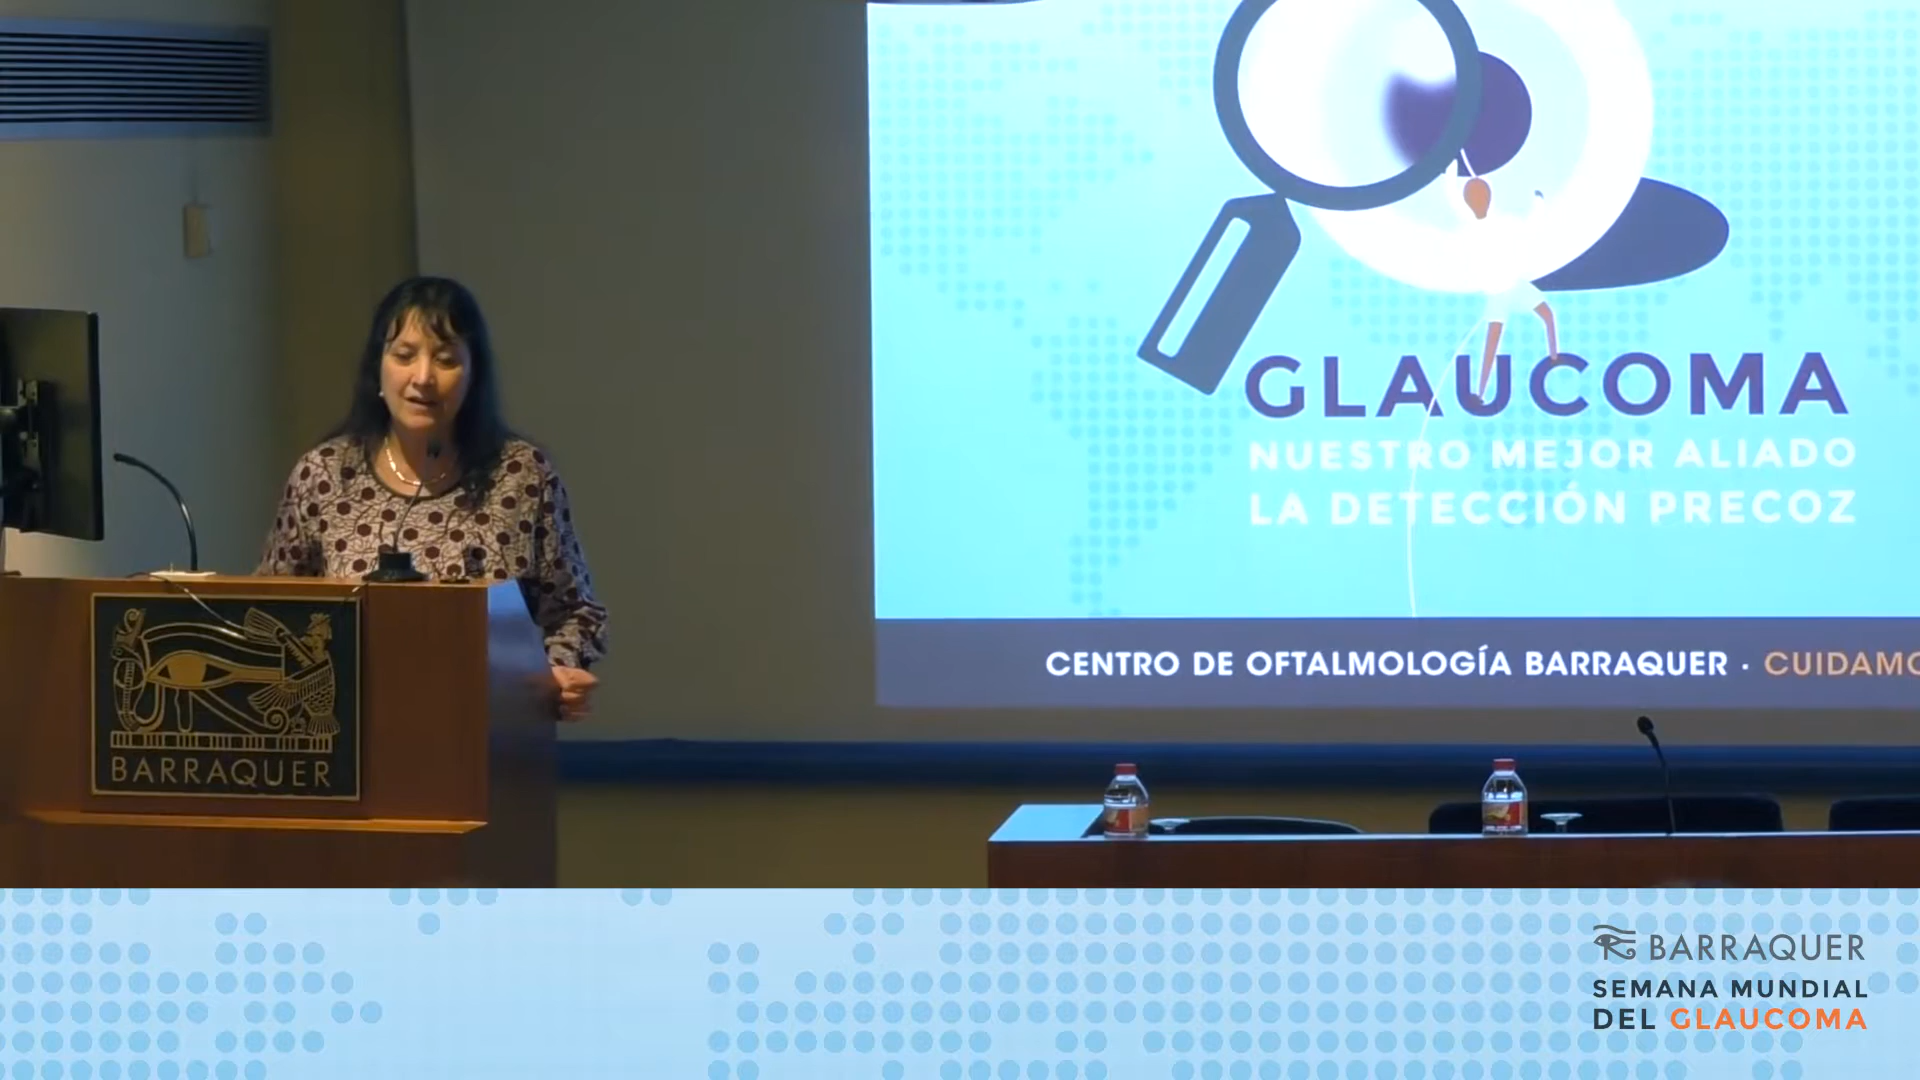 GLAUCOMA
NUESTRO MEJOR ALIADO
LA DETECCIÓN PRECOZ
CENTRO DE OFTALMOLOGÍA BARRAQUER · CUIDAMO
BARRAQUER
BARRAQUER
SEMANA MUNDIAL
DEL GLAUCOMA